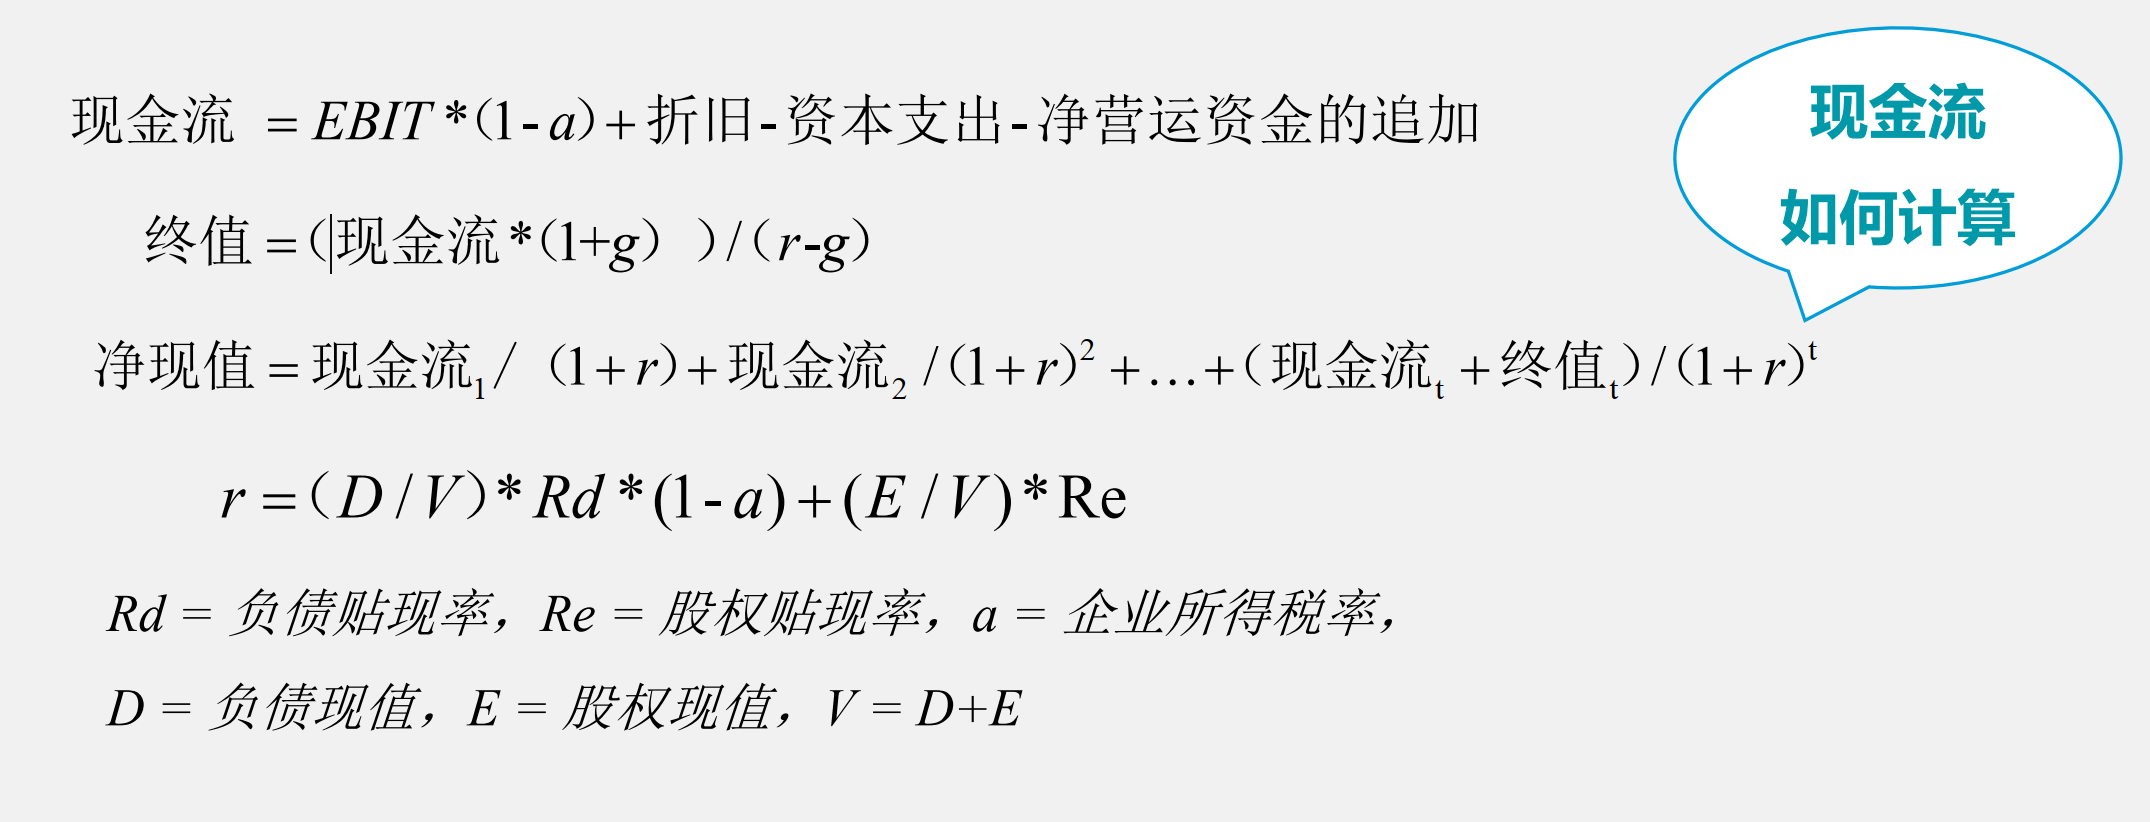 现金流 = EBIT*(1-a)+折旧-资本支出-净营运资金的追加
终值=(现金流*(1+g) )/(r-g)
净现值=现金流₁/ (1+r)+现金流₂/(1+r)²+…+(现金流ₜ+终值ₜ)/(1+r)ᵗ
r=(D/V)*Rd*(1-a)+(E/V)*Re
Rd = 负债贴现率，Re = 股权贴现率，a = 企业所得税率，
D = 负债现值，E = 股权现值，V = D+E
现金流
如何计算